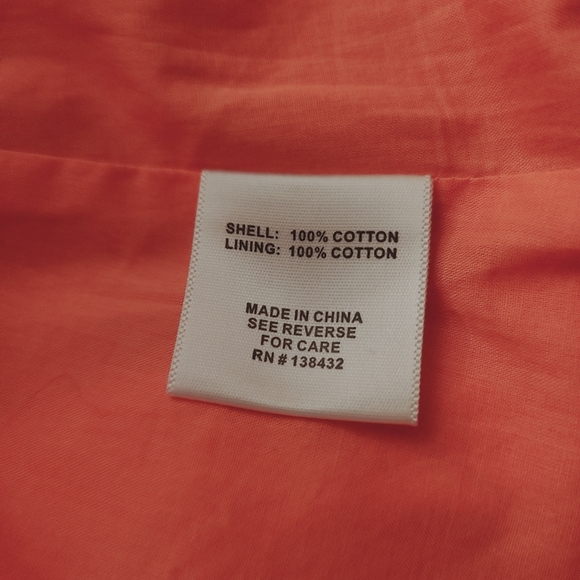 SHELL: 100% COTTON
LINING: 100% COTTON
MADE IN CHINA
SEE REVERSE
FOR CARE
RN # 138432